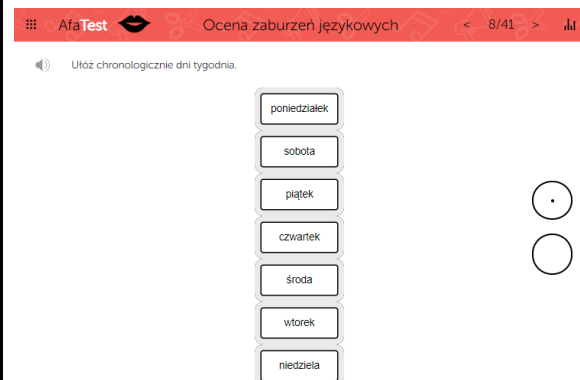 AfaTest Ocena zaburzeń językowych < 8/41 >
Ułóż chronologicznie dni tygodnia.
poniedziałek
sobota
piątek
czwartek
środa
wtorek
niedziela